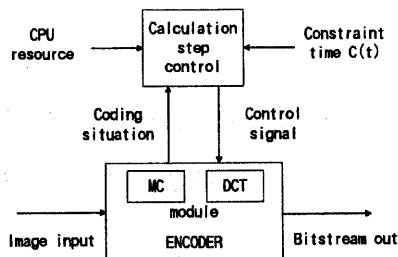 Calculation
step
control
CPU
resource
Constraint
time C(t)
Coding
situation
Control
signal
MC
DCT
module
ENCODER
Image input
Bitstream out